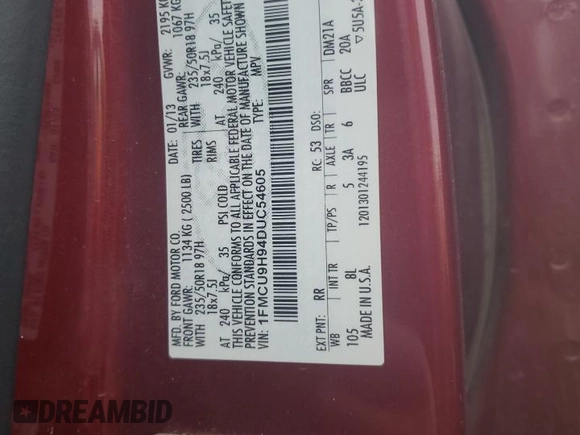 MFD. BY FORD MOTOR CO.
DATE: 01/13
GVWR: 2195 KG
FRONT GAWR: 1134 KG ( 2500 LB)
REAR GAWR: 1067 KG
WITH 235/50R18 97H TIRES WITH 235/50R18 97H
18x7.5J RIMS 18x7.5J
AT 240 kPa/ 35 PSI COLD AT 240 kPa/ 35
THIS VEHICLE CONFORMS TO ALL APPLICABLE FEDERAL MOTOR VEHICLE SAFETY
PREVENTION STANDARDS IN EFFECT ON THE DATE OF MANUFACTURE SHOWN
VIN: 1FMCU9H94DUC54605
TYPE: MPV
EXT PNT: RR RC: 53 DSO:
WB INT TR TP/PS R AXLE TR SPR DM21A
105 8L 5 3A 6 BBCC 20A
MADE IN U.S.A. 1201301244195 ULC
DREAMBID